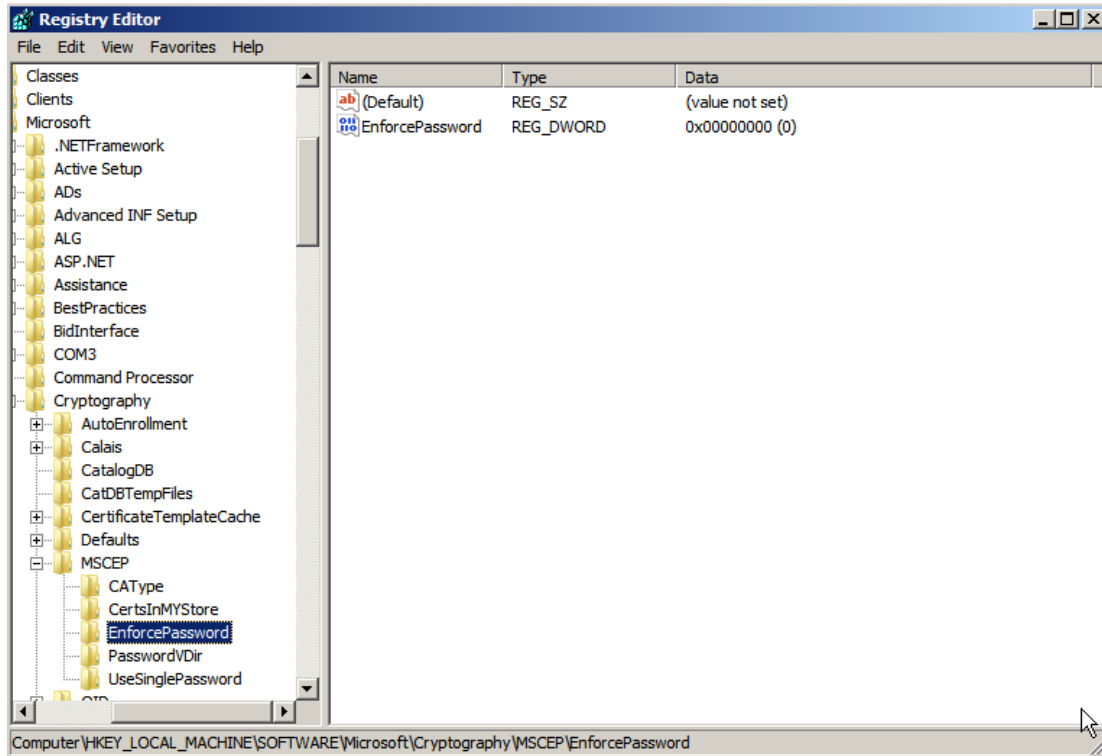 Registry Editor
File Edit View Favorites Help
Classes
Clients
Microsoft
.NETFramework
Active Setup
ADs
Advanced INF Setup
ALG
ASP.NET
Assistance
BestPractices
BidInterface
COM3
Command Processor
Cryptography
AutoEnrollment
Calais
CatalogDB
CatDBTempFiles
CertificateTemplateCache
Defaults
MSCEP
CAType
CertsInMYStore
EnforcePassword
PasswordVDir
UseSinglePassword
Name Type Data
(Default) REG_SZ (value not set)
EnforcePassword REG_DWORD 0x00000000 (0)
Computer\HKEY_LOCAL_MACHINE\SOFTWARE\Microsoft\Cryptography\MSCEP\EnforcePassword